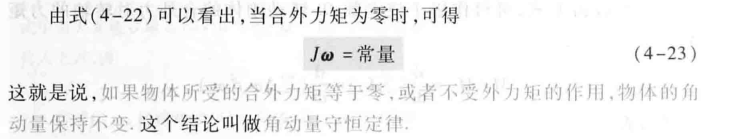 由式(4-22)可以看出,当合外力矩为零时,可得
Jω =常量 (4-23)
这就是说,如果物体所受的合外力矩等于零,或者不受外力矩的作用,物体的角
动量保持不变. 这个结论叫做角动量守恒定律.